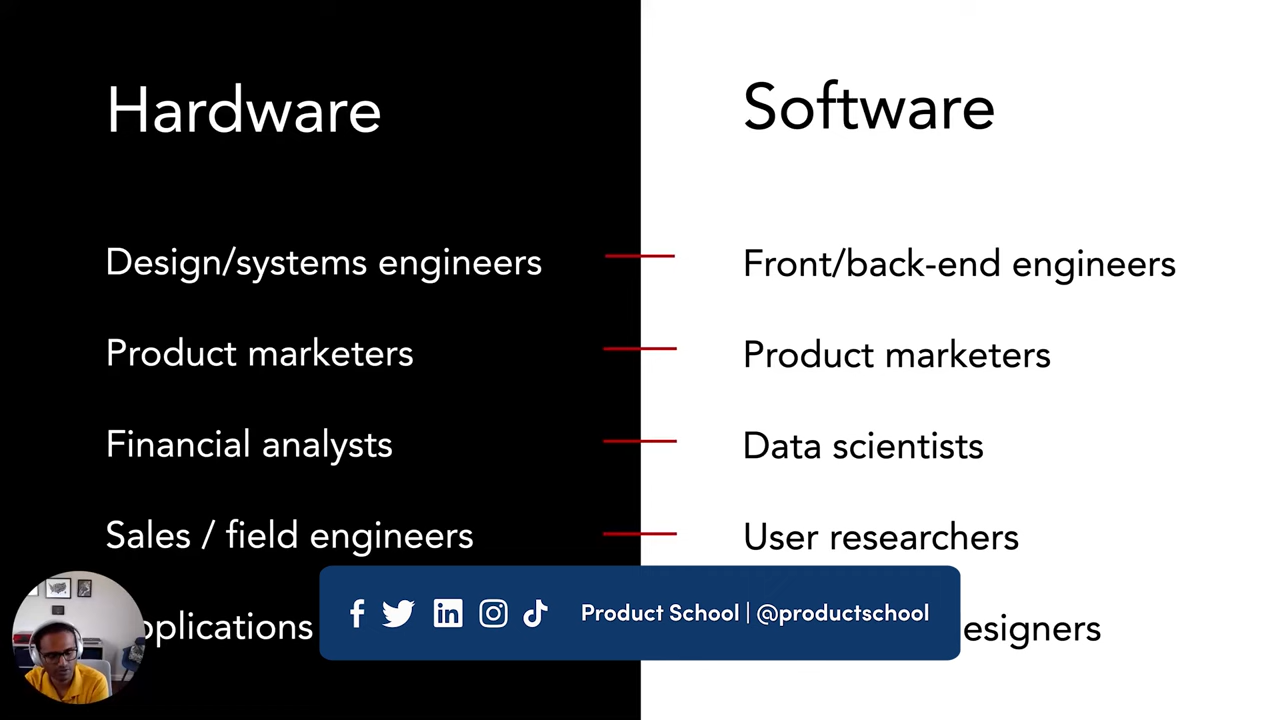 Hardware
Software
Design/systems engineers
Front/back-end engineers
Product marketers
Product marketers
Financial analysts
Data scientists
Sales / field engineers
User researchers
Product School | @productschool